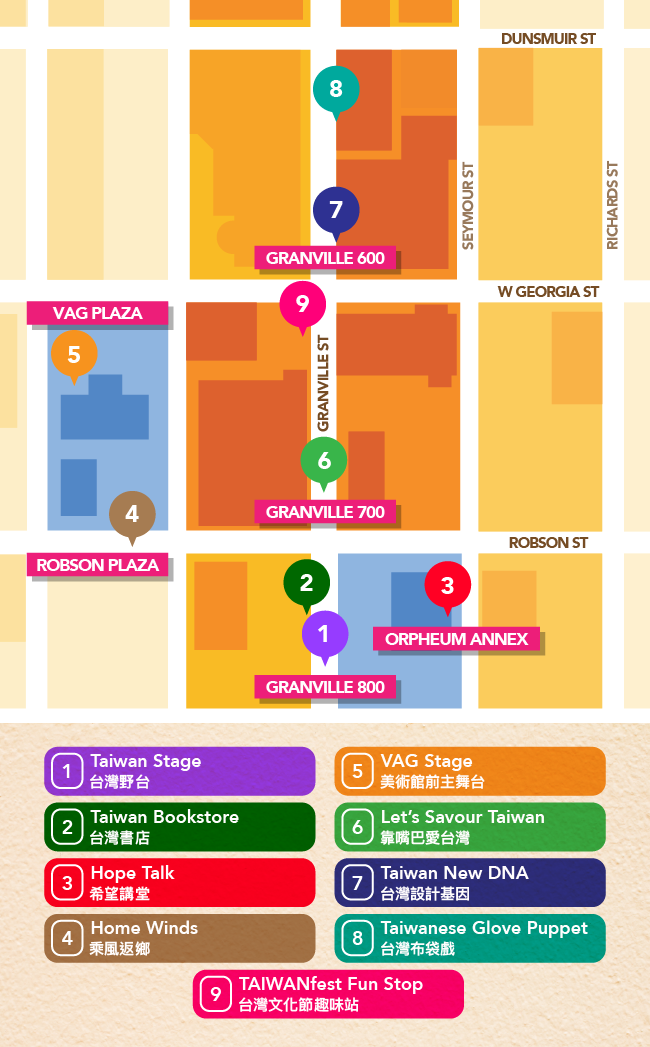 DUNSMUIR ST
8
SEYMOUR ST
RICHARDS ST
7
GRANVILLE 600
W GEORGIA ST
9
VAG PLAZA
5
GRANVILLE ST
6
4
GRANVILLE 700
ROBSON ST
ROBSON PLAZA
2
3
1
ORPHEUM ANNEX
GRANVILLE 800
1 Taiwan Stage
台灣野台
2 Taiwan Bookstore
台灣書店
3 Hope Talk
希望講堂
4 Home Winds
乘風返鄉
5 VAG Stage
美術館前主舞台
6 Let's Savour Taiwan
靠嘴巴愛台灣
7 Taiwan New DNA
台灣設計基因
8 Taiwanese Glove Puppet
台灣布袋戲
9 TAIWANfest Fun Stop
台灣文化節趣味站